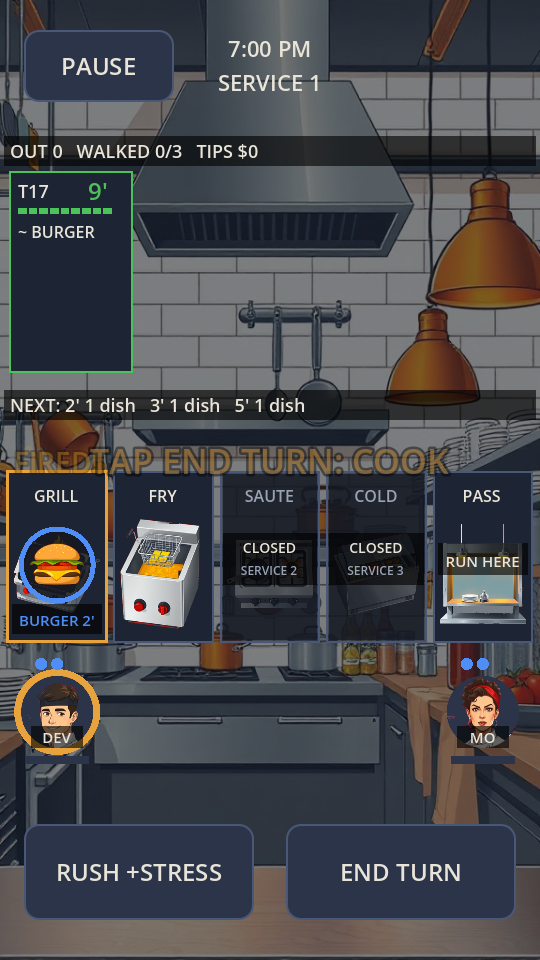 PAUSE
7:00 PM
SERVICE 1
OUT 0 WALKED 0/3 TIPS $0
T17 9'
~ BURGER
NEXT: 2' 1 dish 3' 1 dish 5' 1 dish
FIRED TAP END TURN: COOK
GRILL FRY SAUTE COLD PASS
CLOSED CLOSED RUN HERE
SERVICE 2 SERVICE 3
BURGER 2'
DEV MO
RUSH +STRESS END TURN